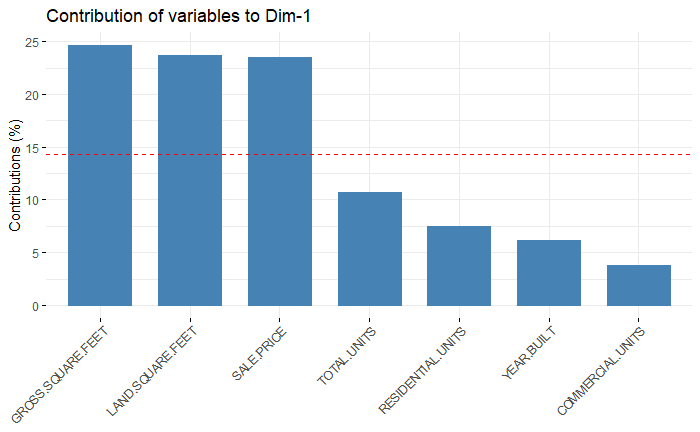 Contribution of variables to Dim-1
Contributions (%)
25
20
15
10
5
0
GROSS.SQUARE.FEET
LAND.SQUARE.FEET
SALE.PRICE
TOTAL.UNITS
RESIDENTIAL.UNITS
YEAR.BUILT
COMMERCIAL.UNITS